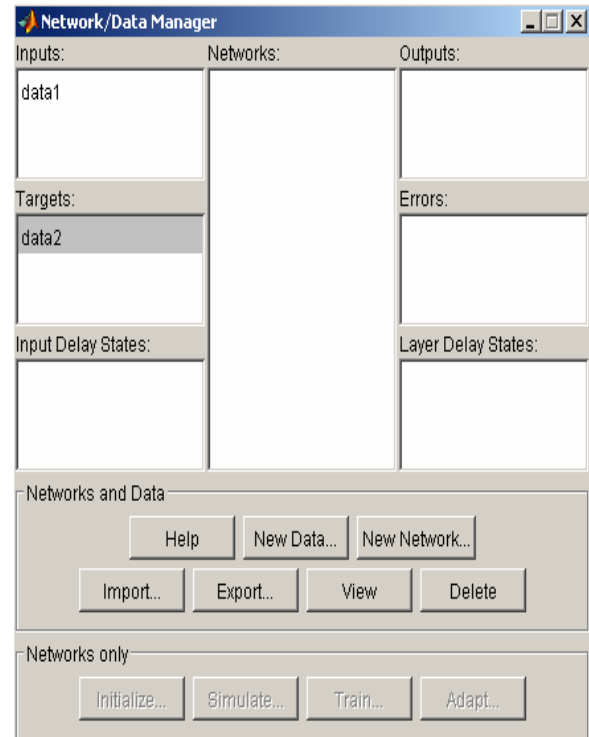 Network/Data Manager
Inputs: Networks: Outputs:
data1
Targets: Errors:
data2
Input Delay States: Layer Delay States:
Networks and Data
Help New Data... New Network...
Import... Export... View Delete
Networks only
Initialize... Simulate... Train... Adapt...